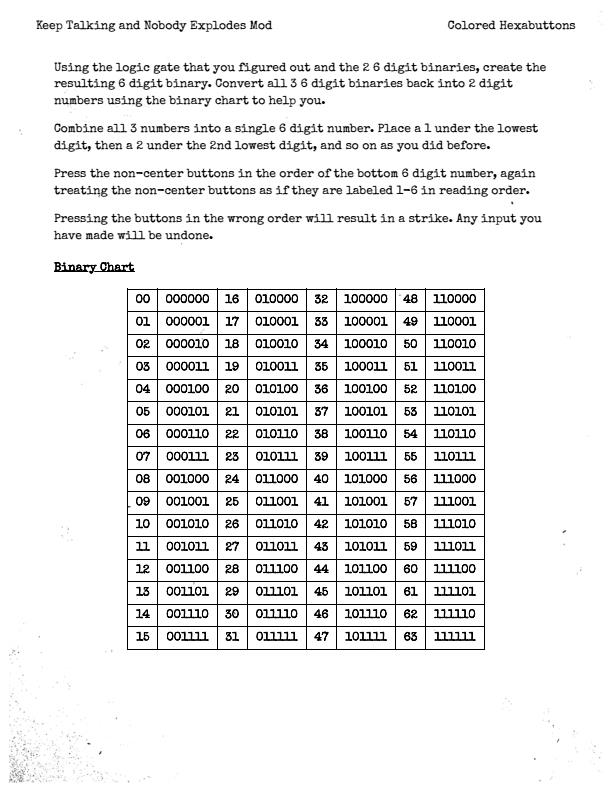 Keep Talking and Nobody Explodes Mod Colored Hexabuttons
Using the logic gate that you figured out and the 2 6 digit binaries, create the
resulting 6 digit binary. Convert all 3 6 digit binaries back into 2 digit
numbers using the binary chart to help you.
Combine all 3 numbers into a single 6 digit number. Place a 1 under the lowest
digit, then a 2 under the 2nd lowest digit, and so on as you did before.
Press the non-center buttons in the order of the bottom 6 digit number, again
treating the non-center buttons as if they are labeled 1-6 in reading order.
Pressing the buttons in the wrong order will result in a strike. Any input you
have made will be undone.
Binary Chart
00 000000 16 010000 32 100000 48 110000
01 000001 17 010001 33 100001 49 110001
02 000010 18 010010 34 100010 50 110010
03 000011 19 010011 35 100011 51 110011
04 000100 20 010100 36 100100 52 110100
05 000101 21 010101 37 100101 53 110101
06 000110 22 010110 38 100110 54 110110
07 000111 23 010111 39 100111 55 110111
08 001000 24 011000 40 101000 56 111000
09 001001 25 011001 41 101001 57 111001
10 001010 26 011010 42 101010 58 111010
11 001011 27 011011 43 101011 59 111011
12 001100 28 011100 44 101100 60 111100
13 001101 29 011101 45 101101 61 111101
14 001110 30 011110 46 101110 62 111110
15 001111 31 011111 47 101111 63 111111